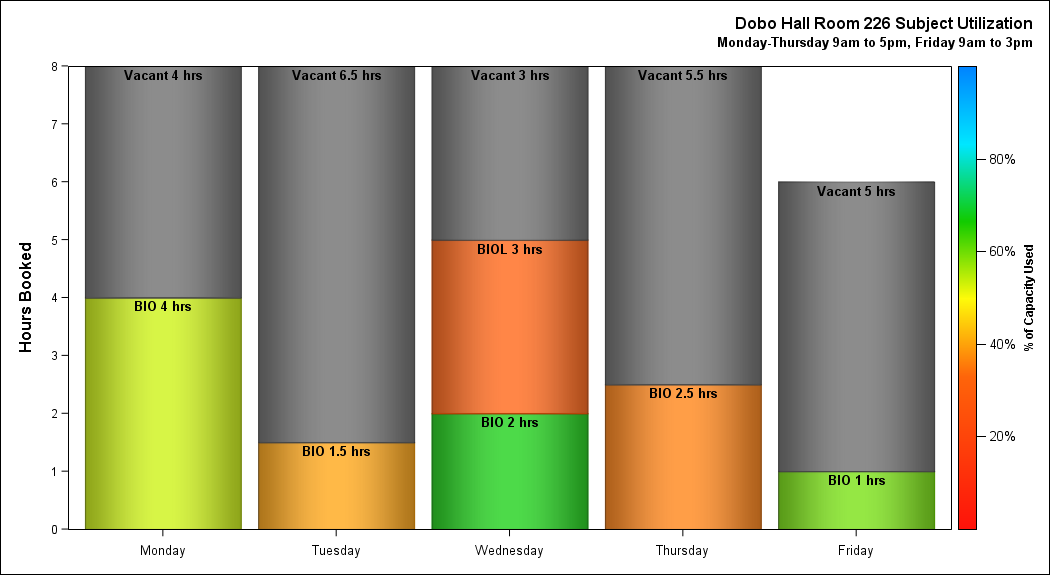 Dobo Hall Room 226 Subject Utilization
Monday-Thursday 9am to 5pm, Friday 9am to 3pm
Hours Booked
8
7
6
5
4
3
2
1
0
Vacant 4 hrs
BIO 4 hrs
Vacant 6.5 hrs
BIO 1.5 hrs
Vacant 3 hrs
BIOL 3 hrs
BIO 2 hrs
Vacant 5.5 hrs
BIO 2.5 hrs
Vacant 5 hrs
BIO 1 hrs
Monday
Tuesday
Wednesday
Thursday
Friday
80%
60%
40%
20%
% of Capacity Used